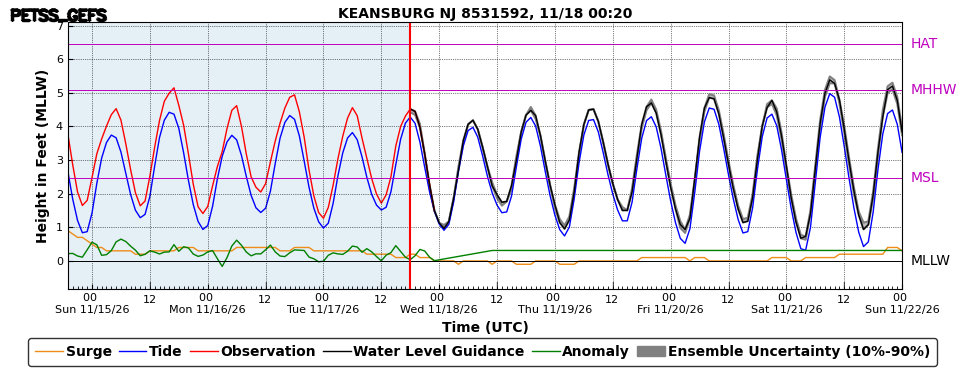 PETSS_GEFS
KEANSBURG NJ 8531592, 11/18 00:20
Height in Feet (MLLW)
7
6
5
4
3
2
1
0
HAT
MHHW
MSL
MLLW
00 12 00 12 00 12 00 12 00 12 00 12 00 12 00
Sun 11/15/26 Mon 11/16/26 Tue 11/17/26 Wed 11/18/26 Thu 11/19/26 Fri 11/20/26 Sat 11/21/26 Sun 11/22/26
Time (UTC)
Surge Tide Observation Water Level Guidance Anomaly Ensemble Uncertainty (10%-90%)